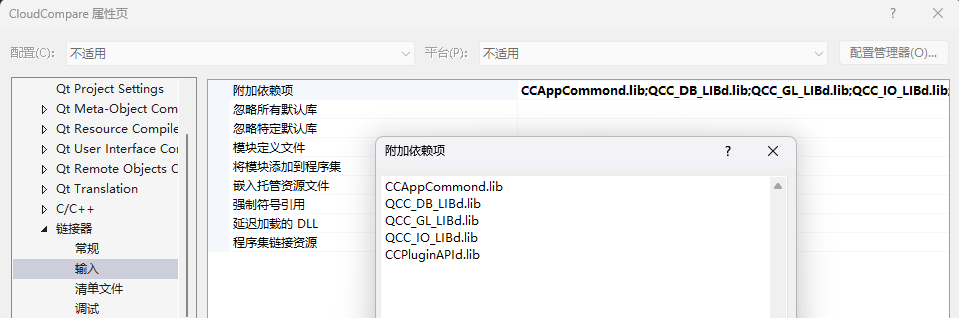 CloudCompare 属性页
配置(C): 不适用 平台(P): 不适用 配置管理器(O)...
Qt Project Settings
Qt Meta-Object Com
Qt Resource Compile
Qt User Interface Con
Qt Remote Objects C
Qt Translation
C/C++
链接器
常规
输入
清单文件
调试
附加依赖项 CCAppCommond.lib;QCC_DB_LIBd.lib;QCC_GL_LIBd.lib;QCC_IO_LIBd.lib;
忽略所有默认库
忽略特定默认库
模块定义文件
将模块添加到程序集
嵌入托管资源文件
强制符号引用
延迟加载的 DLL
程序集链接资源
附加依赖项
CCAppCommond.lib
QCC_DB_LIBd.lib
QCC_GL_LIBd.lib
QCC_IO_LIBd.lib
CCPluginAPId.lib